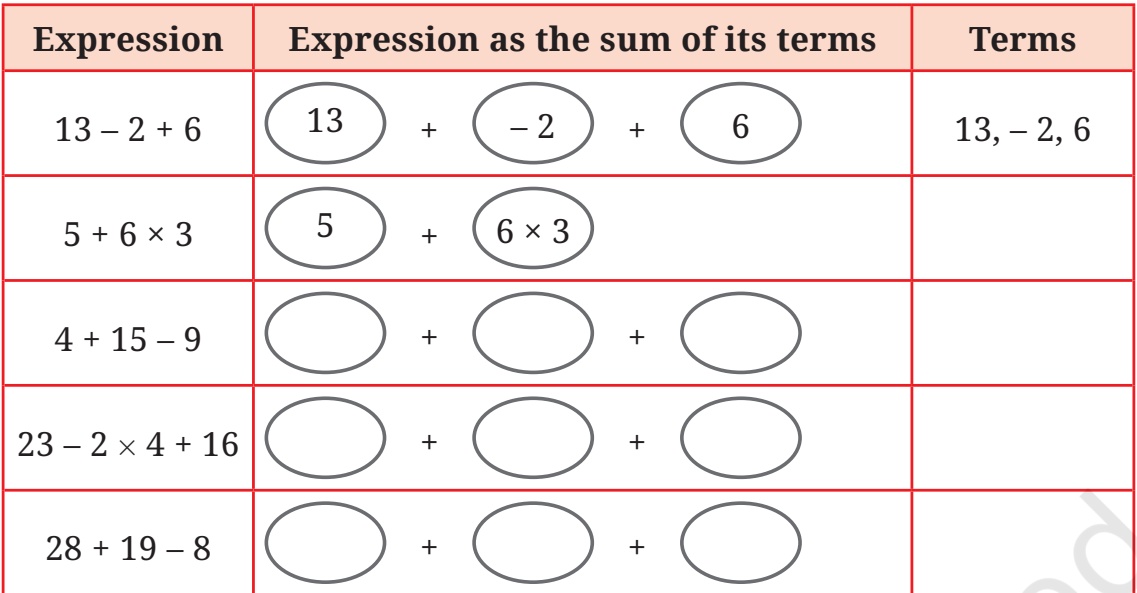 Expression Expression as the sum of its terms Terms
13 – 2 + 6 13 + – 2 + 6 13, – 2, 6
5 + 6 × 3 5 + 6 × 3
4 + 15 – 9 + +
23 – 2 × 4 + 16 + +
28 + 19 – 8 + +